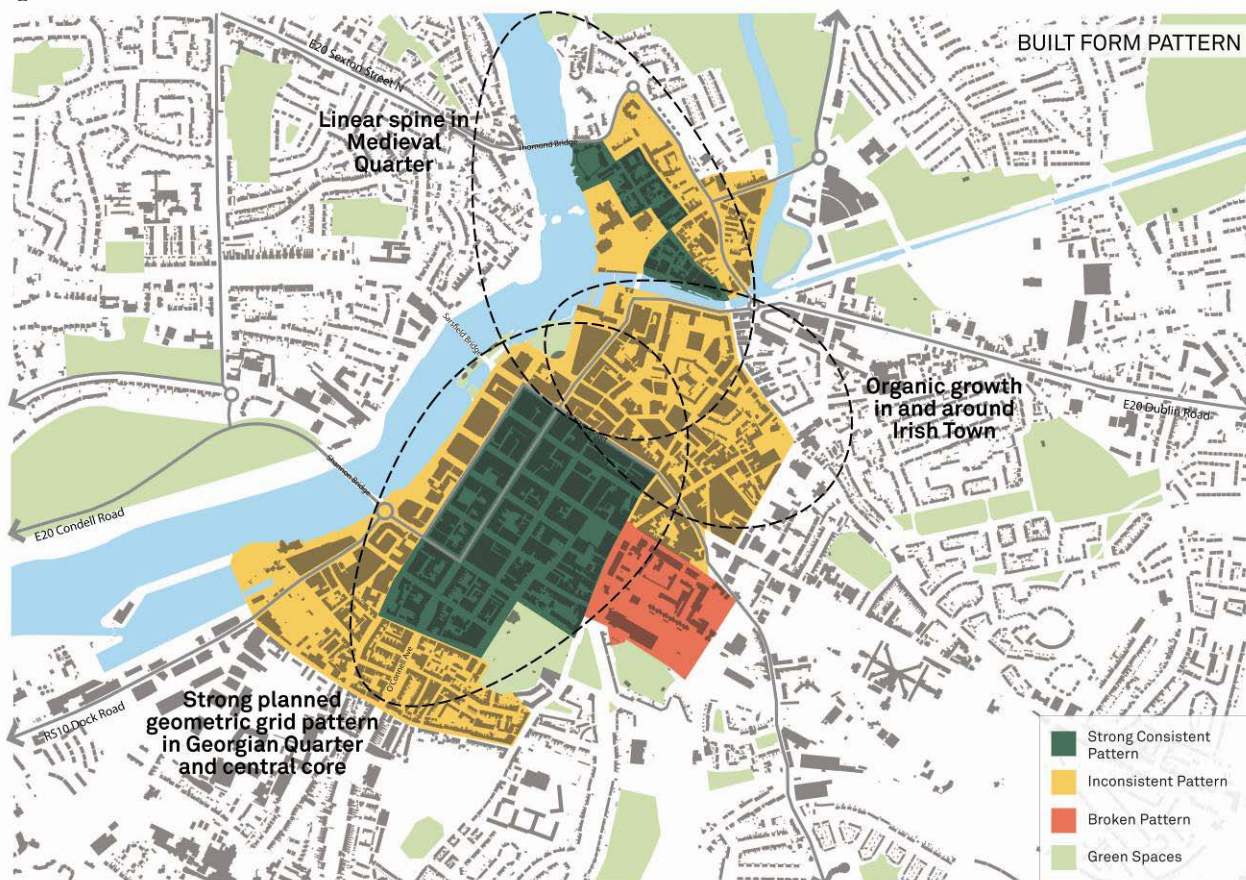 BUILT FORM PATTERN
E20 Sexton Street N
Linear spine in
Medieval
Quarter
Thomond Bridge
Sarsfield Bridge
Organic growth
in and around
Irish Town
E20 Dublin Road
Shannon Bridge
E20 Condell Road
O'Connell Ave
RS10 Dock Road
Strong planned
geometric grid pattern
in Georgian Quarter
and central core
Strong Consistent
Pattern
Inconsistent Pattern
Broken Pattern
Green Spaces